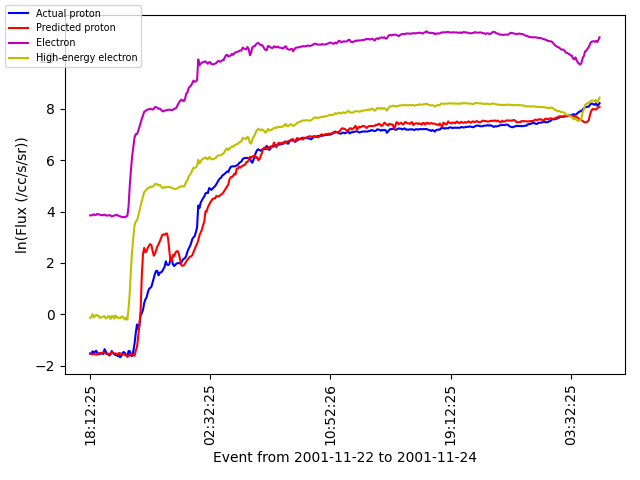 Actual proton
Predicted proton
Electron
High-energy electron
ln(Flux (/cc/s/sr))
8
6
4
2
0
−2
18:12:25
02:32:25
10:52:26
19:12:25
03:32:25
Event from 2001-11-22 to 2001-11-24